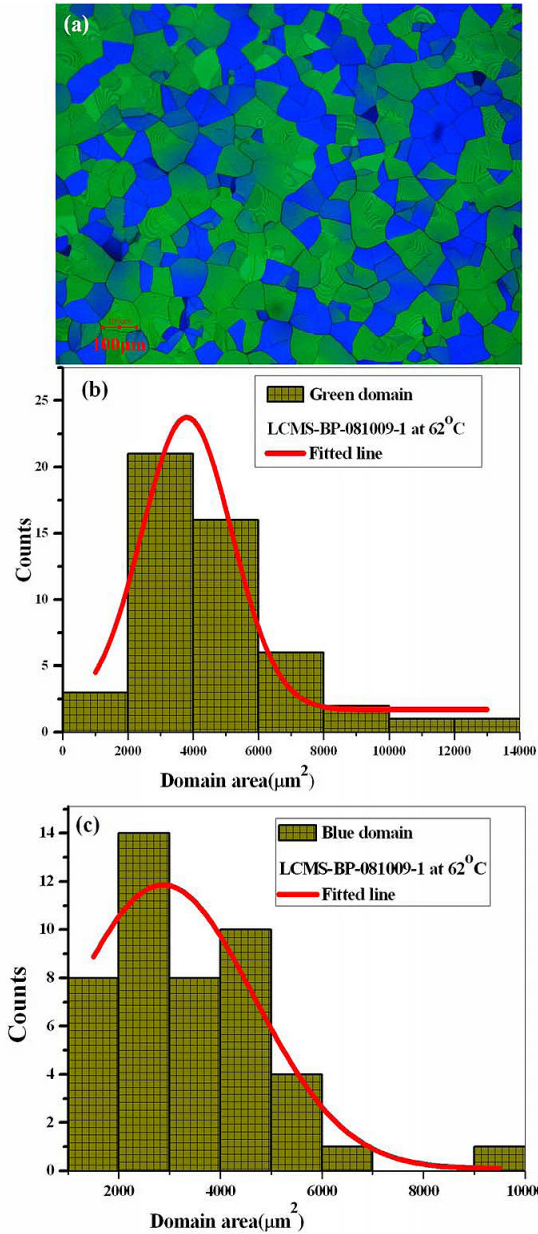 (a)
100μm
(b)
Green domain
LCMS-BP-081009-1 at 62°C
Fitted line
Counts
25
20
15
10
5
0
0 2000 4000 6000 8000 10000 12000 14000
Domain area(μm²)
(c)
Blue domain
LCMS-BP-081009-1 at 62°C
Fitted line
Counts
14
12
10
8
6
4
2
0
2000 4000 6000 8000 10000
Domain area(μm²)